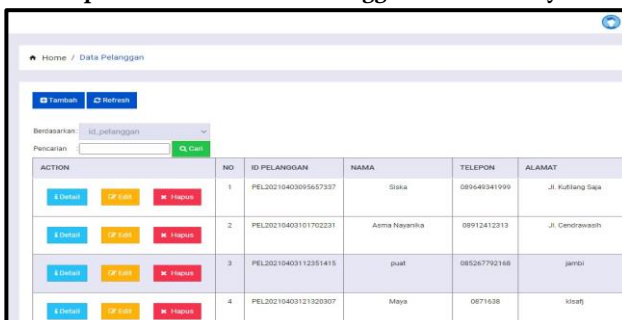 Home / Data Pelanggan
Tambah Refresh
Berdasarkan: id_pelanggan
Pencarian : Cari
ACTION NO ID PELANGGAN NAMA TELEPON ALAMAT
Detail Edit Hapus 1 PEL20210403095657337 Siska 089649341999 Jl. Kutilang Saja
Detail Edit Hapus 2 PEL20210403101702231 Asma Nayanika 08912412313 Jl. Cendrawasih
Detail Edit Hapus 3 PEL20210403112351415 puat 085267792168 jambi
Detail Edit Hapus 4 PEL20210403121320307 Maya 0871638 klsafj